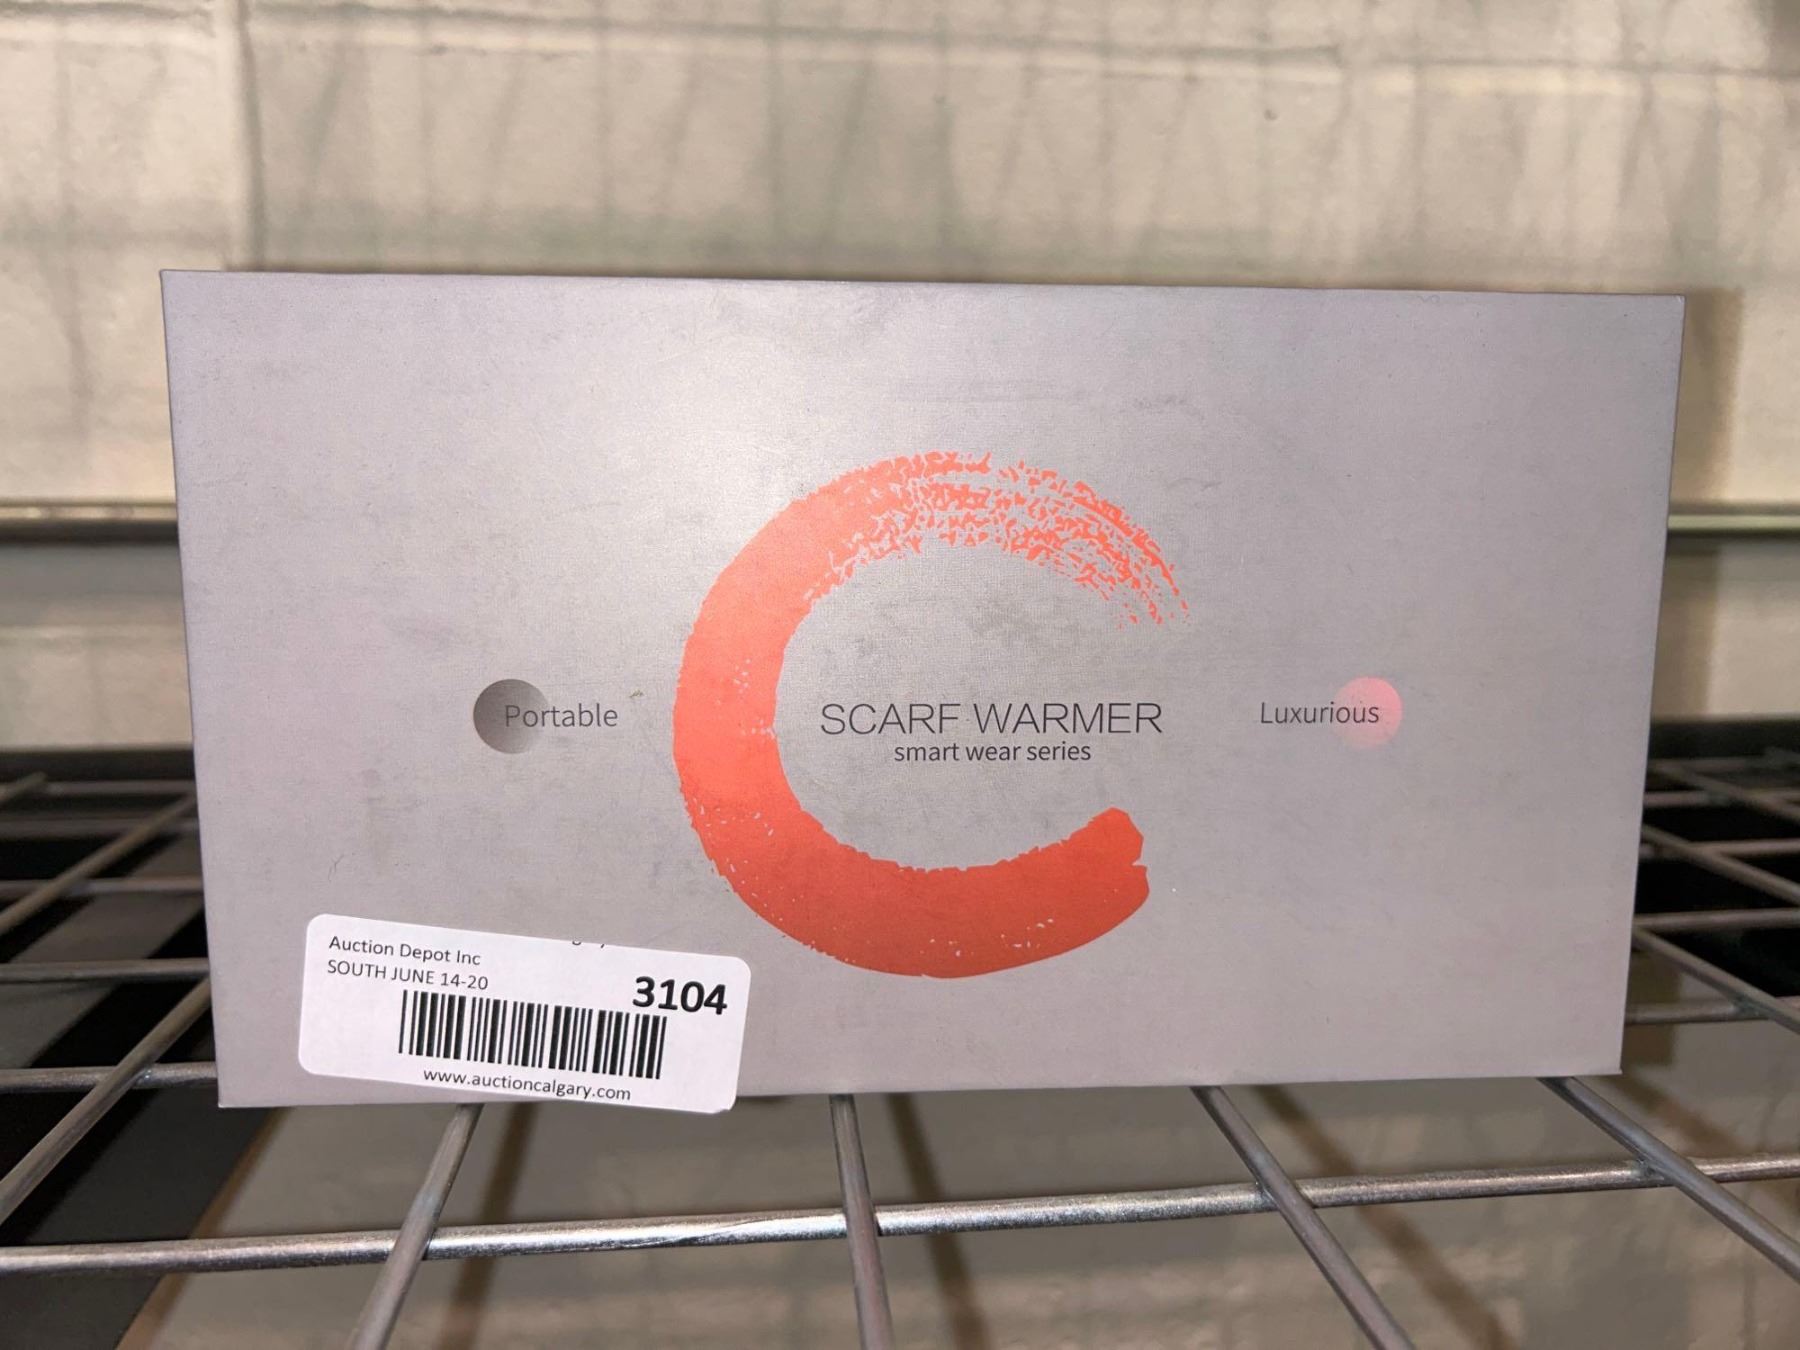 Portable
SCARF WARMER
smart wear series
Luxurious
Auction Depot Inc
SOUTH JUNE 14-20
3104
www.auctioncalgary.com